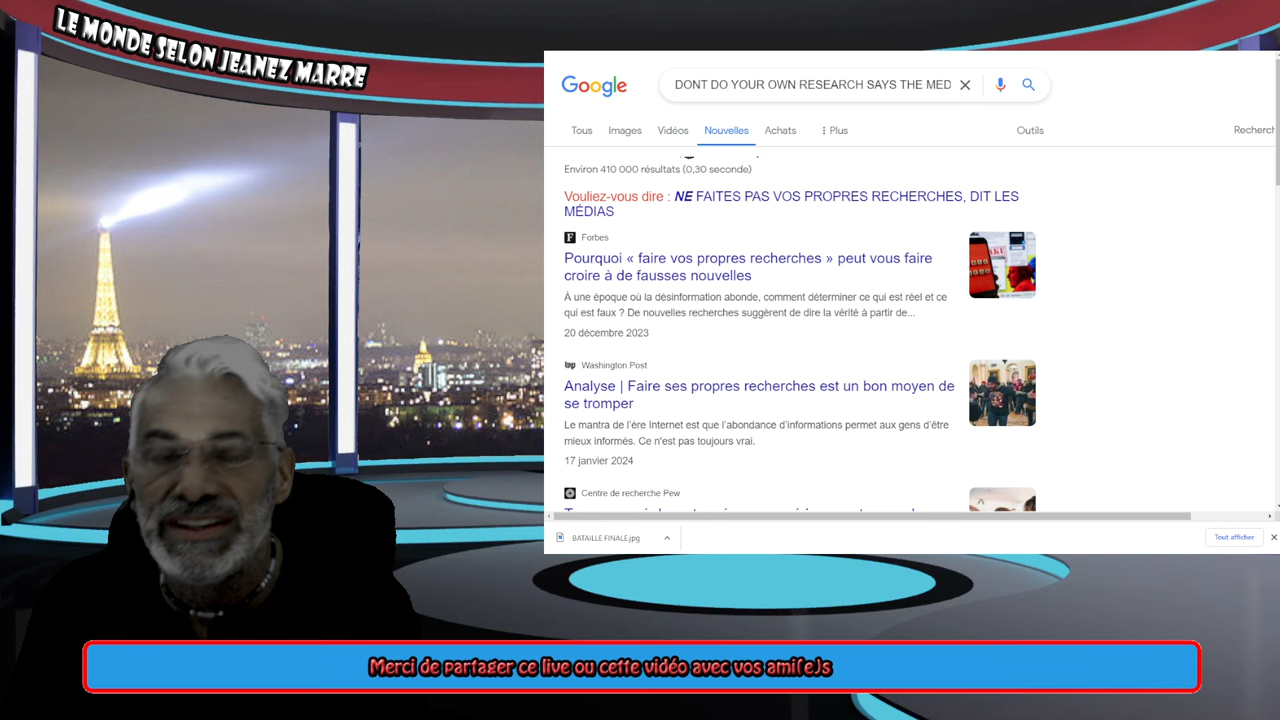 LE MONDE SELON JEANEZ MARRE
Google
DONT DO YOUR OWN RESEARCH SAYS THE MED
Tous Images Vidéos Nouvelles Achats Plus Outils Recherch
Environ 410 000 résultats (0,30 seconde)
Vouliez-vous dire : NE FAITES PAS VOS PROPRES RECHERCHES, DIT LES
MÉDIAS
Forbes
Pourquoi « faire vos propres recherches » peut vous faire
croire à de fausses nouvelles
À une époque où la désinformation abonde, comment déterminer ce qui est réel et ce
qui est faux ? De nouvelles recherches suggèrent de dire la vérité à partir de...
20 décembre 2023
wp Washington Post
Analyse | Faire ses propres recherches est un bon moyen de
se tromper
Le mantra de l'ère Internet est que l'abondance d'informations permet aux gens d'être
mieux informés. Ce n'est pas toujours vrai.
17 janvier 2024
Centre de recherche Pew
BATAILLE FINALE.jpg
Tout afficher
Merci de partager ce live ou cette vidéo avec vos ami(e)s